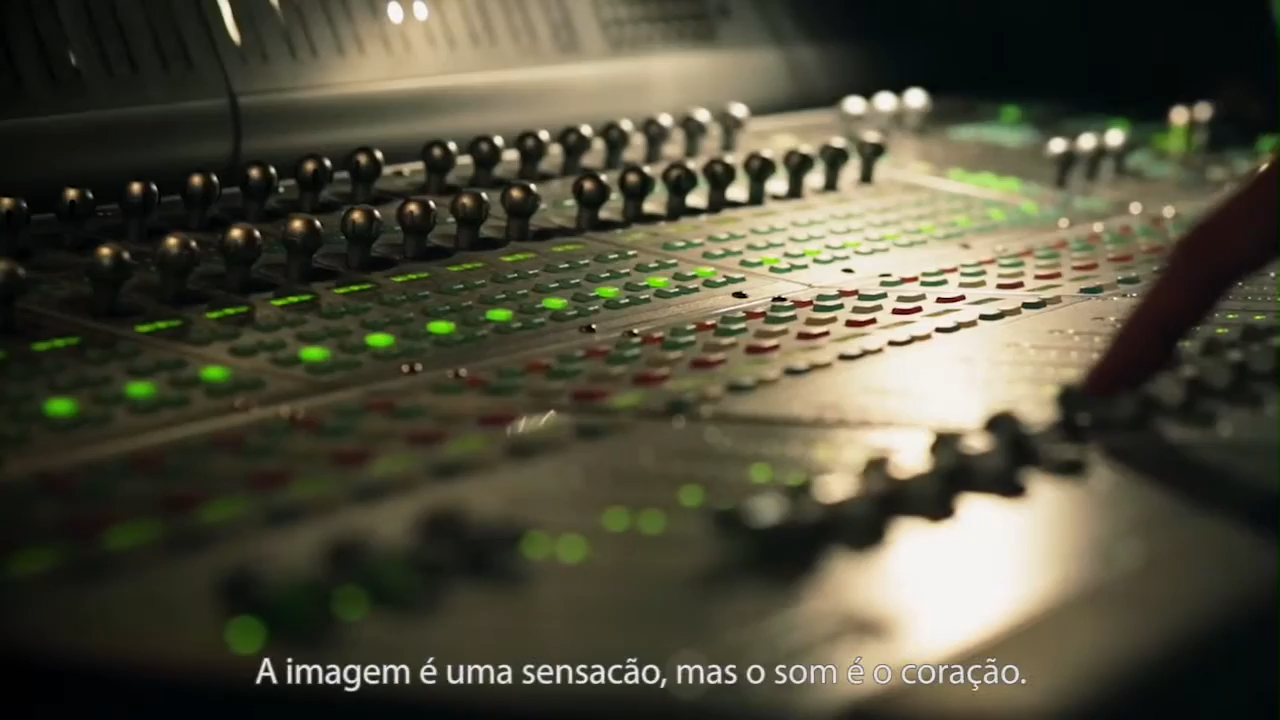 A imagem é uma sensacão, mas o som é o coração.